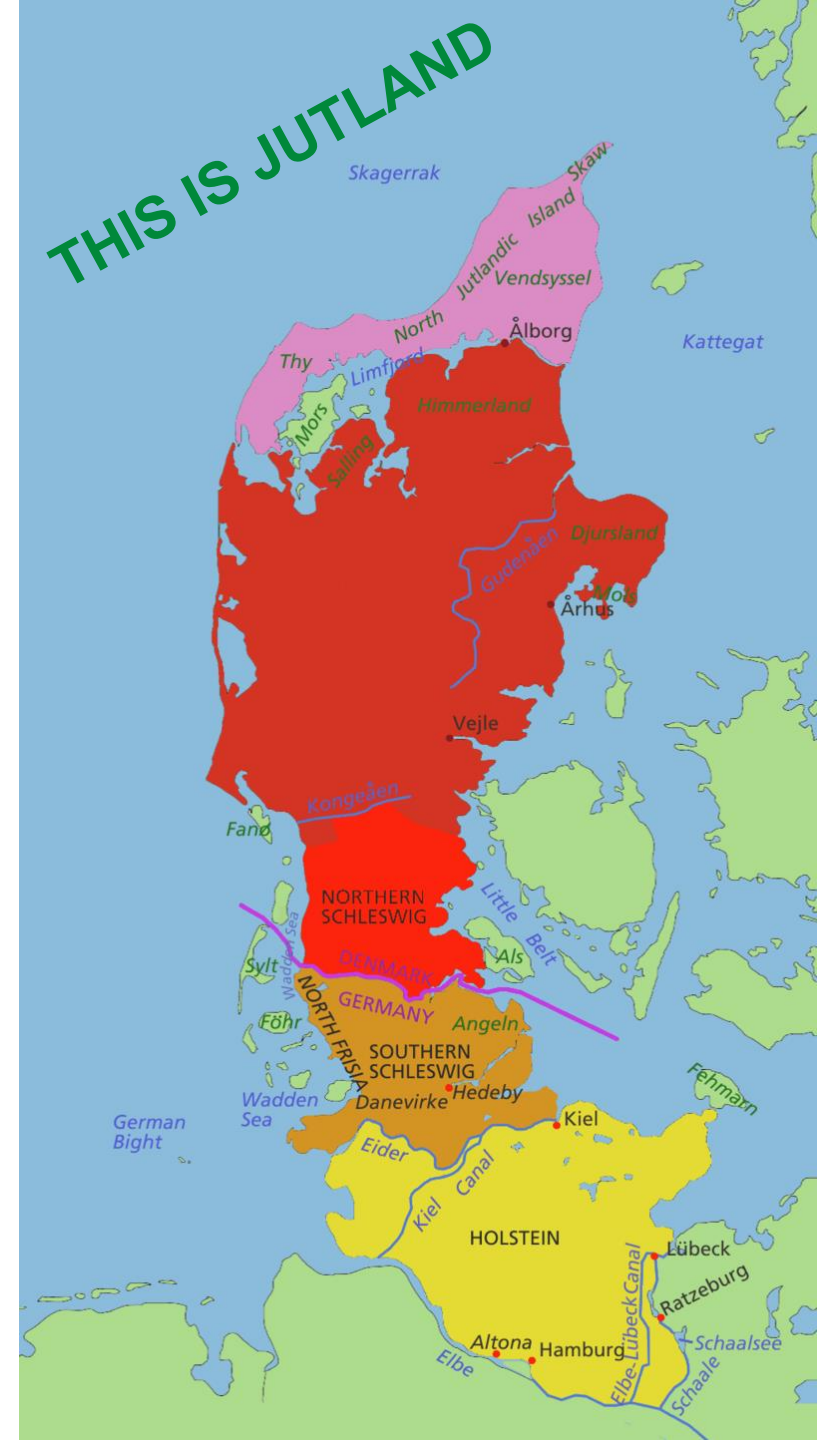 THIS IS JUTLAND
Skagerrak
Skaw
Island
Jutlandic
Vendsyssel
North
Ålborg
Kattegat
Thy
Limfjord
Himmerland
Mors
Salling
Djursland
Gudenåen
Mols
Århus
Vejle
Kongeåen
Fanø
NORTHERN
SCHLESWIG
Little Belt
Wadden Sea
Als
Sylt
DENMARK
GERMANY
NORTH FRISIA
Angeln
Föhr
SOUTHERN
SCHLESWIG
Hedeby
Danevirke
Fehmarn
Wadden
Sea
German
Bight
Kiel
Eider
Kiel Canal
HOLSTEIN
Lübeck
Elbe-Lübeck Canal
Ratzeburg
Schaalsee
Schaale
Altona
Hamburg
Elbe